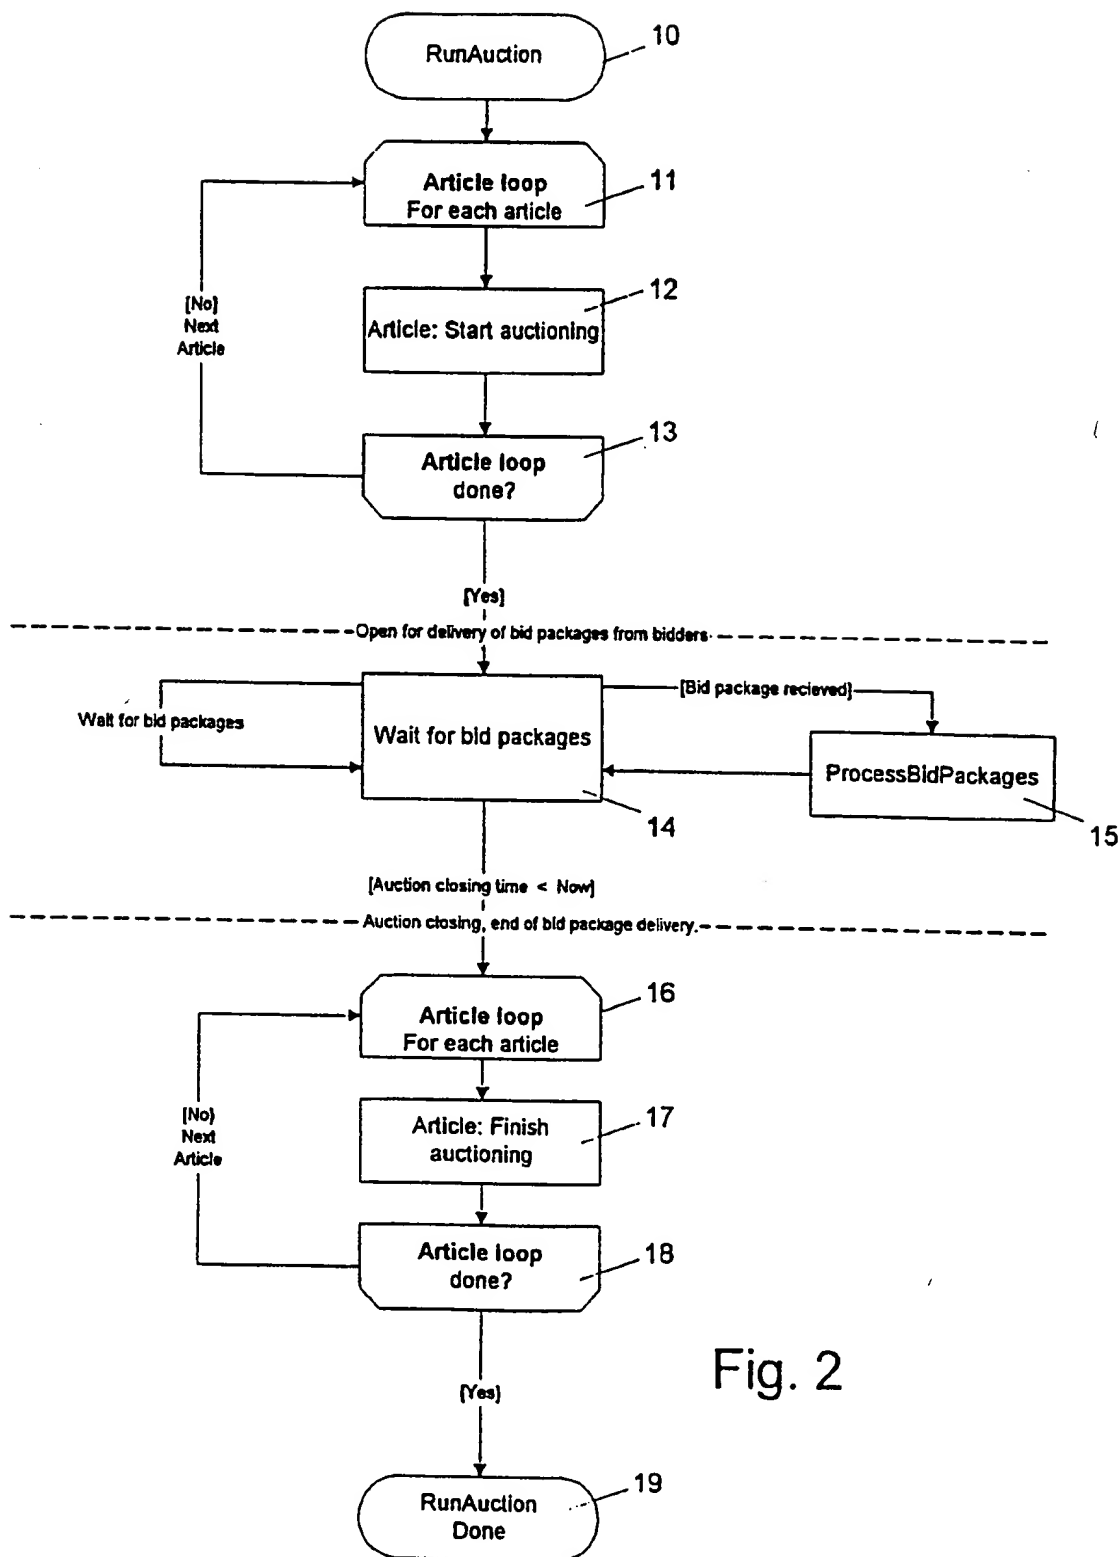 RunAuction
10
Article loop
For each article
11
12
Article: Start auctioning
[No]
Next
Article
13
Article loop
done?
[Yes]
Open for delivery of bid packages from bidders
Wait for bid packages
Wait for bid packages
[Bid package recieved]
ProcessBidPackages
14
15
[Auction closing time < Now]
Auction closing, end of bid package delivery.
16
Article loop
For each article
[No]
Next
Article
17
Article: Finish
auctioning
18
Article loop
done?
Fig. 2
[Yes]
19
RunAuction
Done